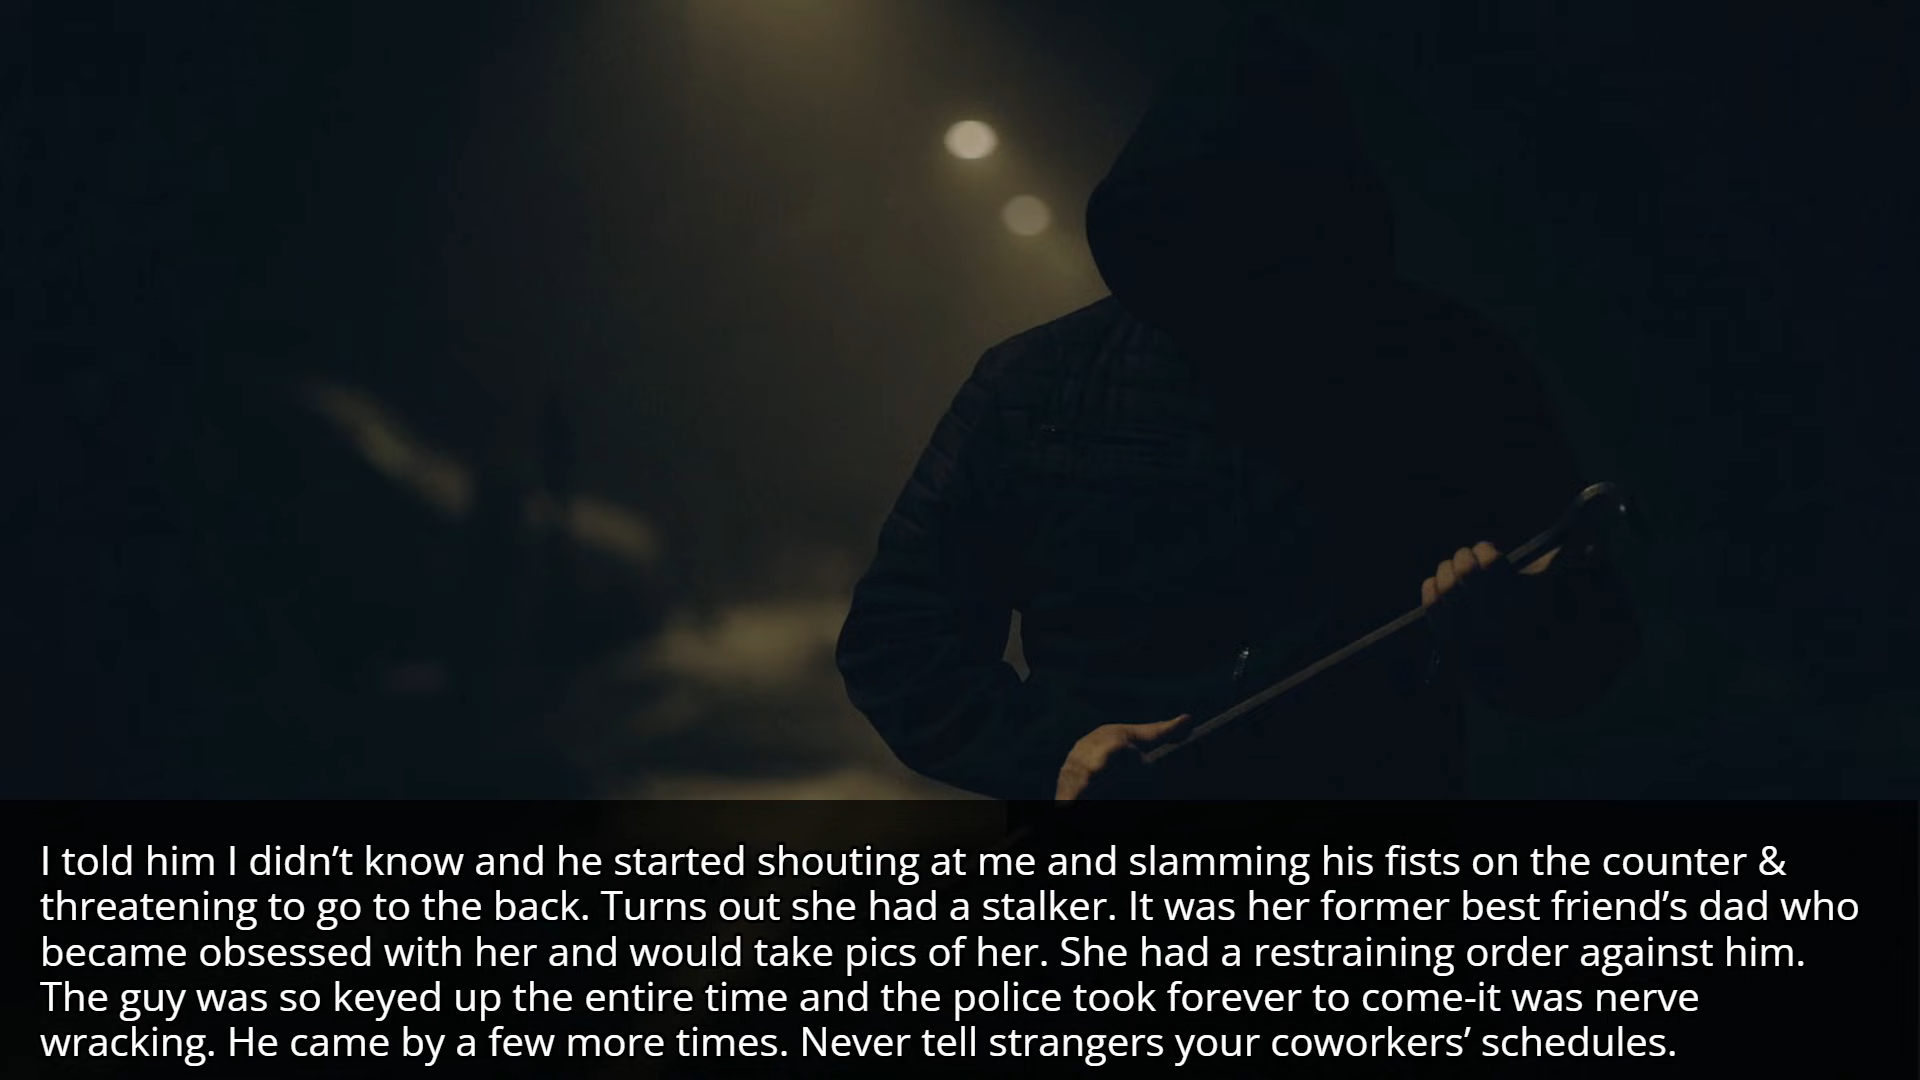 I told him I didn’t know and he started shouting at me and slamming his fists on the counter &
threatening to go to the back. Turns out she had a stalker. It was her former best friend’s dad who
became obsessed with her and would take pics of her. She had a restraining order against him.
The guy was so keyed up the entire time and the police took forever to come-it was nerve
wracking. He came by a few more times. Never tell strangers your coworkers’ schedules.